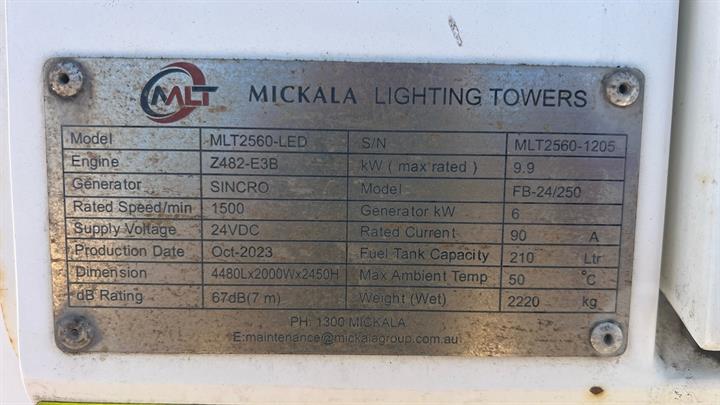 MLT MICKALA LIGHTING TOWERS
Model MLT2560-LED S/N MLT2560-1205
Engine Z482-E3B kW ( max rated ) 9.9
Generator SINCRO Model FB-24/250
Rated Speed/min 1500 Generator kW 6
Supply Voltage 24VDC Rated Current 90 A
Production Date Oct-2023 Fuel Tank Capacity 210 Ltr
Dimension 4480Lx2000Wx2450H Max Ambient Temp 50 °C
dB Rating 67dB(7 m) Weight (Wet) 2220 kg
PH: 1300 MICKALA
E:maintenance@mickalagroup.com.au